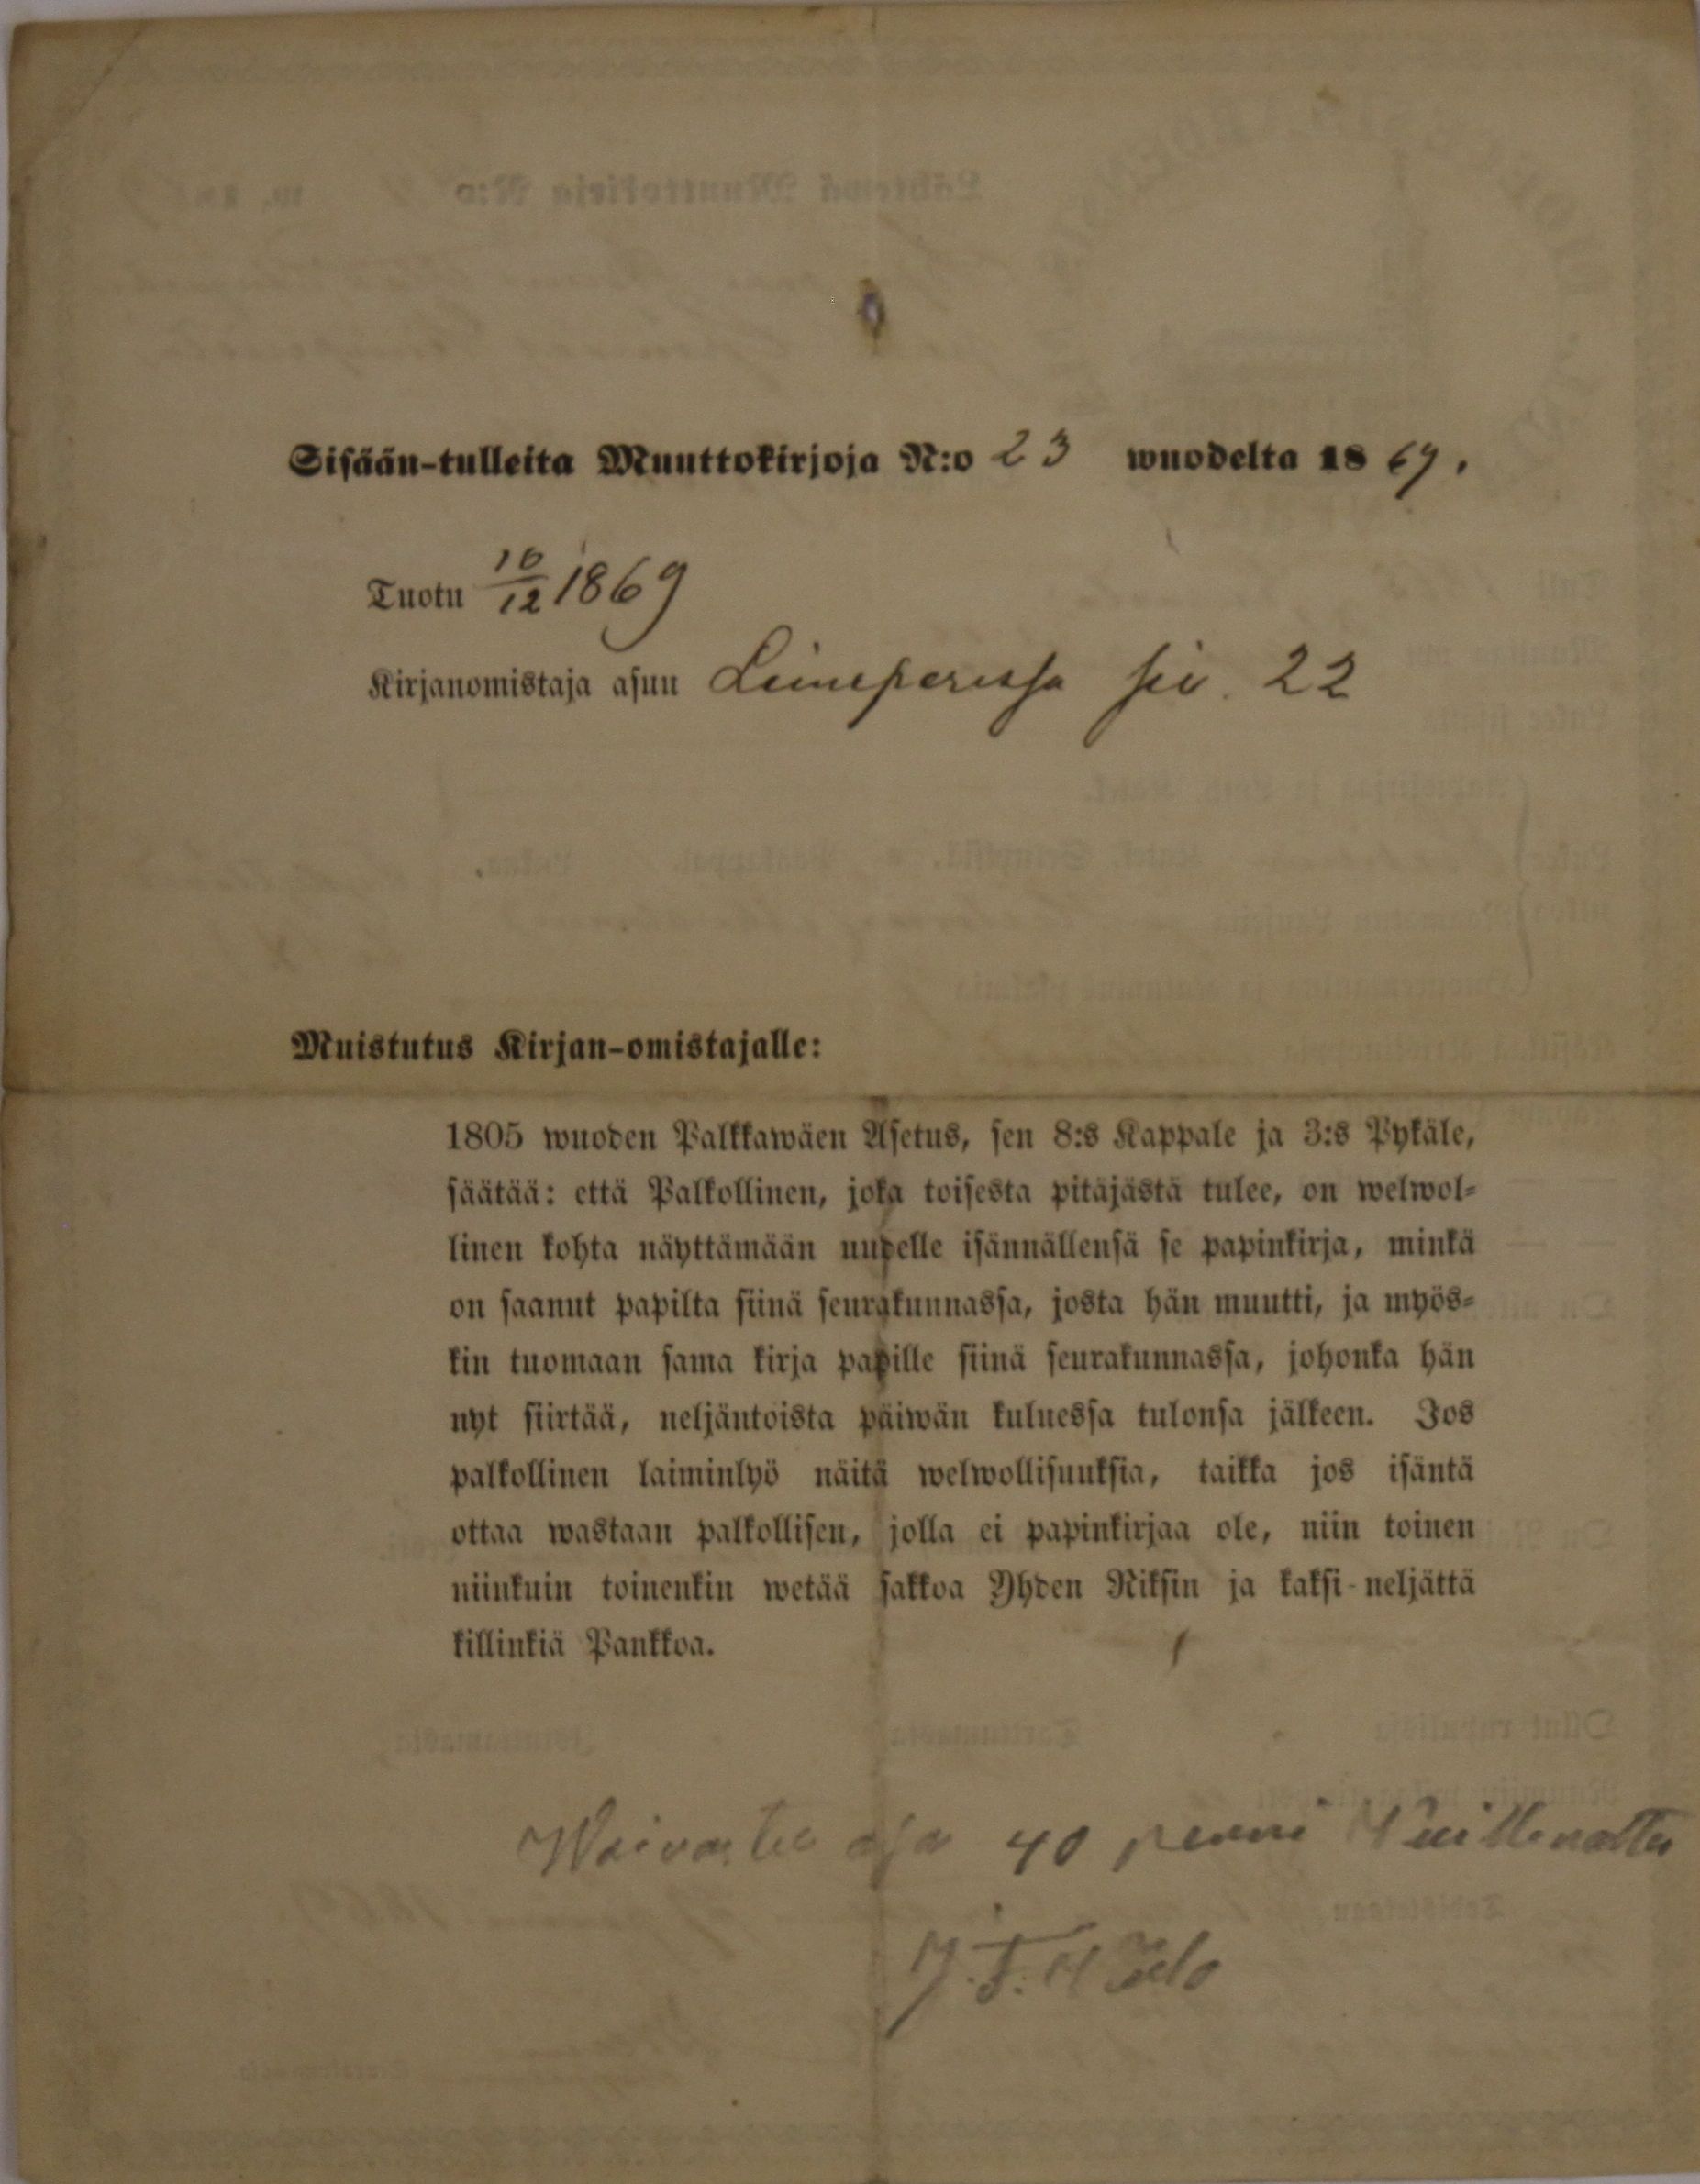 Sisään-tulleita Muuttokirjoja N:o 23 wuodelta 1869.
Tuotu 10/12 1869
Kirjanomistaja asuu Leineperissa siv. 22
Muistutus Kirjan-omistajalle:
1805 wuoden Palkkawäen Asetus, sen 8:s Kappale ja 3:s Pykäle,
säätää: että Palkollinen, joka toisesta pitäjästä tulee, on welwol-
linen kohta näyttämään uudelle isännällensä se papinkirja, minkä
on saanut papilta siinä seurakunnassa, josta hän muutti, ja myös-
kin tuomaan sama kirja papille siinä seurakunnassa, johonka hän
nyt siirtää, neljäntoista päiwän kuluessa tulonsa jälkeen. Jos
palkollinen laiminlyö näitä welwollisuuksia, taikka jos isäntä
ottaa wastaan palkollisen, jolla ei papinkirjaa ole, niin toinen
niinkuin toinenkin wetää sakkoa Yhden Riksin ja kaksi-neljättä
killinkiä Pankkoa.
40 penni